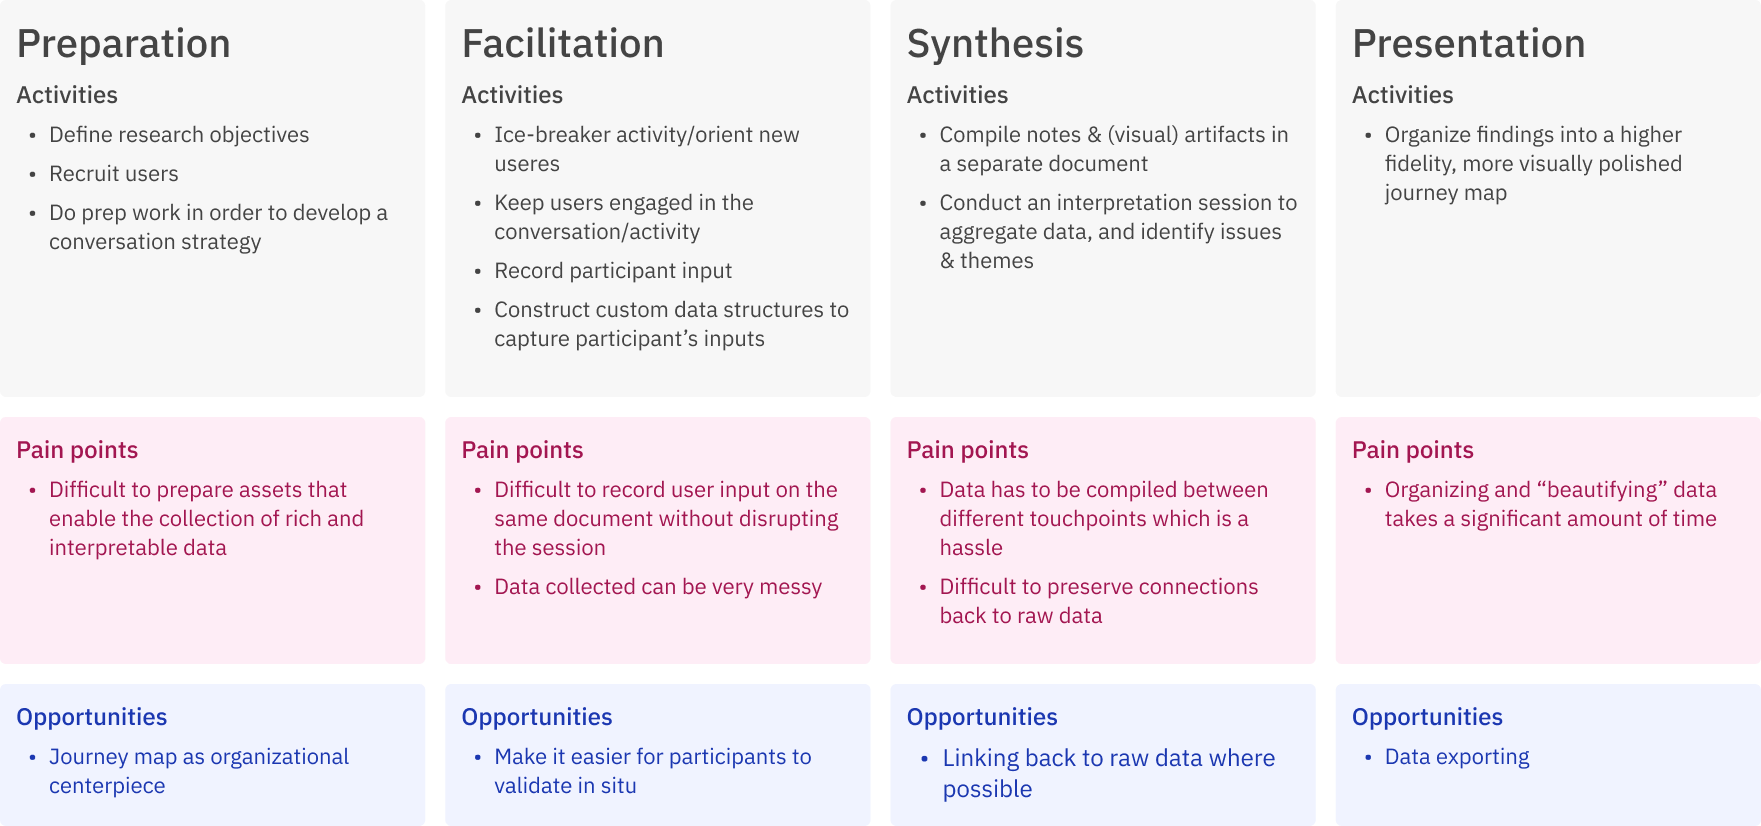 Preparation
Activities
• Define research objectives
• Recruit users
• Do prep work in order to develop a
conversation strategy
Pain points
• Difficult to prepare assets that
enable the collection of rich and
interpretable data
Opportunities
• Journey map as organizational
centerpiece
Facilitation
Activities
• Ice-breaker activity/orient new
useres
• Keep users engaged in the
conversation/activity
• Record participant input
• Construct custom data structures to
capture participant’s inputs
Pain points
• Difficult to record user input on the
same document without disrupting
the session
• Data collected can be very messy
Opportunities
• Make it easier for participants to
validate in situ
Synthesis
Activities
• Compile notes & (visual) artifacts in
a separate document
• Conduct an interpretation session to
aggregate data, and identify issues
& themes
Pain points
• Data has to be compiled between
different touchpoints which is a
hassle
• Difficult to preserve connections
back to raw data
Opportunities
• Linking back to raw data where
possible
Presentation
Activities
• Organize findings into a higher
fidelity, more visually polished
journey map
Pain points
• Organizing and “beautifying” data
takes a significant amount of time
Opportunities
• Data exporting